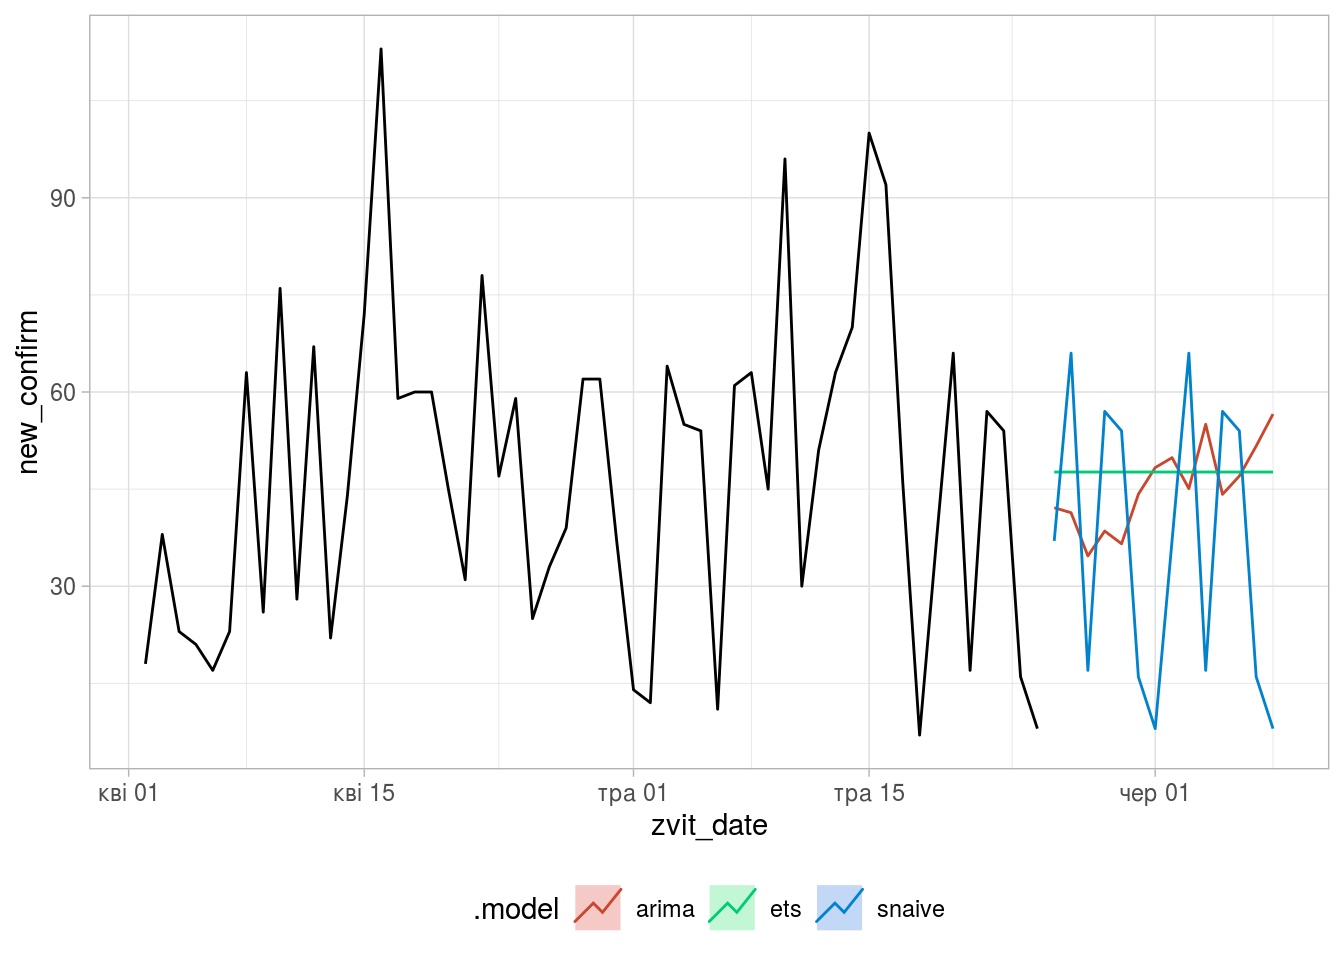 90
60
30
new_confirm
кві 01 кві 15 тра 01 тра 15 чер 01
zvit_date
.model arima ets snaive